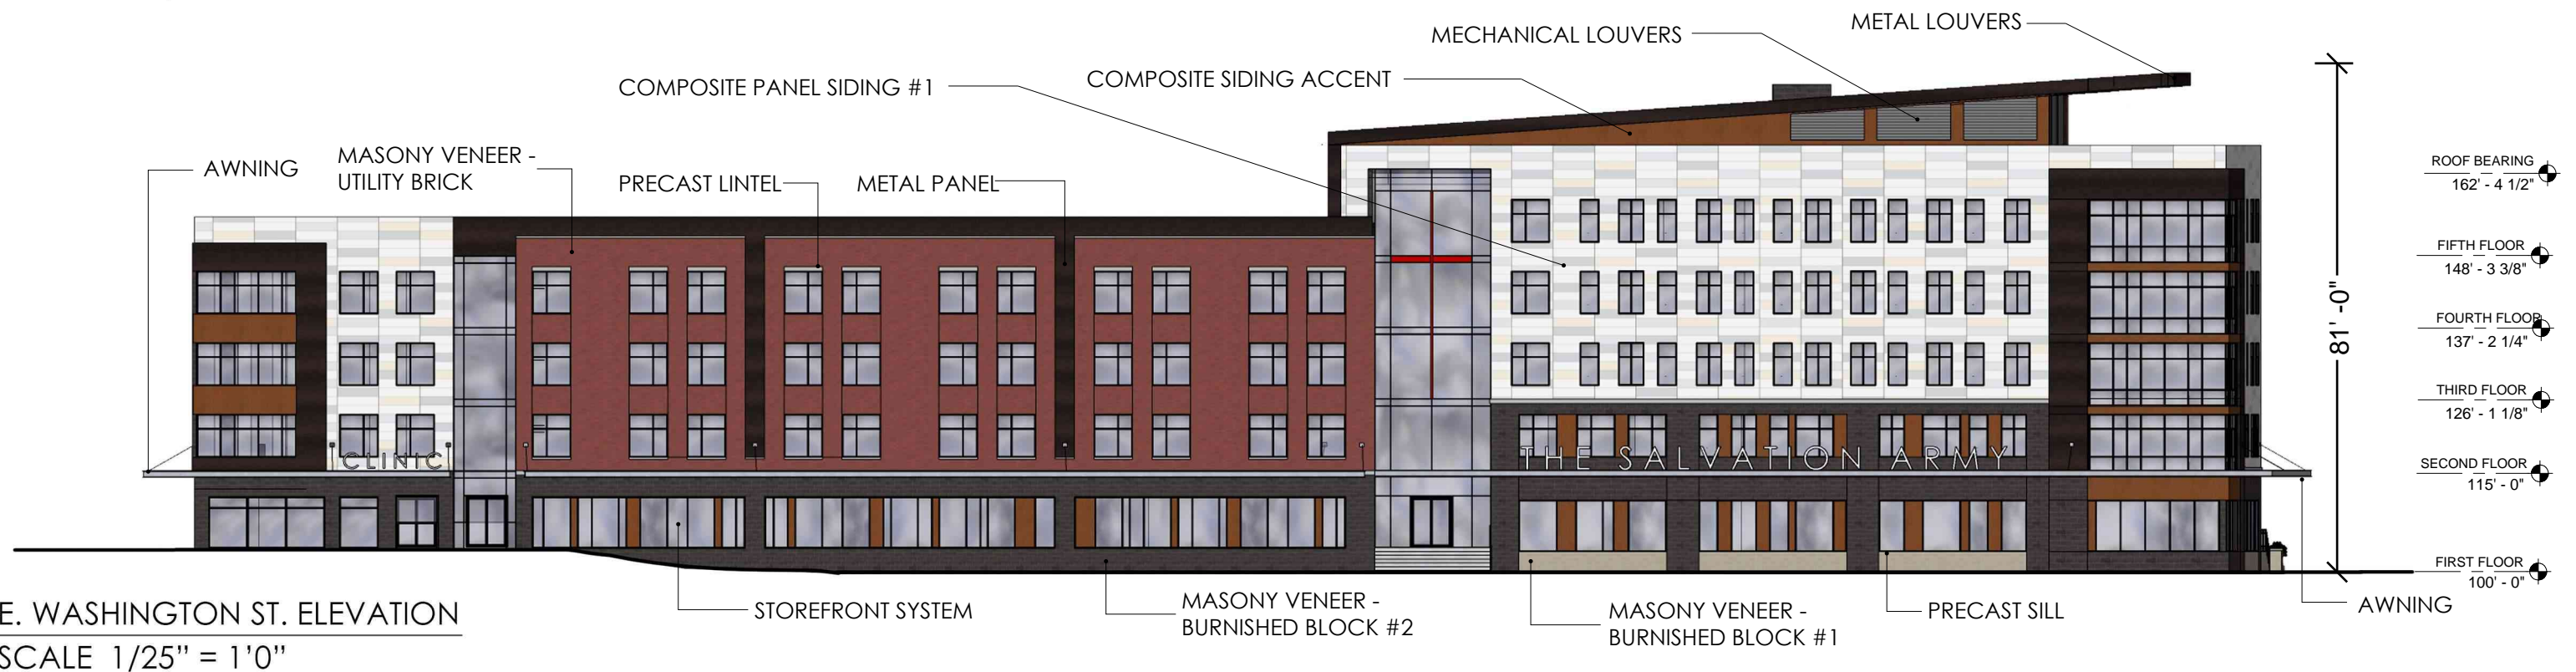 METAL LOUVERS
MECHANICAL LOUVERS
COMPOSITE SIDING ACCENT
COMPOSITE PANEL SIDING #1
AWNING
MASONY VENEER -
UTILITY BRICK
PRECAST LINTEL
METAL PANEL
ROOF BEARING
162' - 4 1/2"
FIFTH FLOOR
148' - 3 3/8"
FOURTH FLOOR
137' - 2 1/4"
THIRD FLOOR
126' - 1 1/8"
SECOND FLOOR
115' - 0"
FIRST FLOOR
100' - 0"
81' -0"
CLINIC
THE SALVATION ARMY
STOREFRONT SYSTEM
MASONY VENEER -
BURNISHED BLOCK #2
MASONY VENEER -
BURNISHED BLOCK #1
PRECAST SILL
AWNING
E. WASHINGTON ST. ELEVATION
SCALE 1/25” = 1’0”